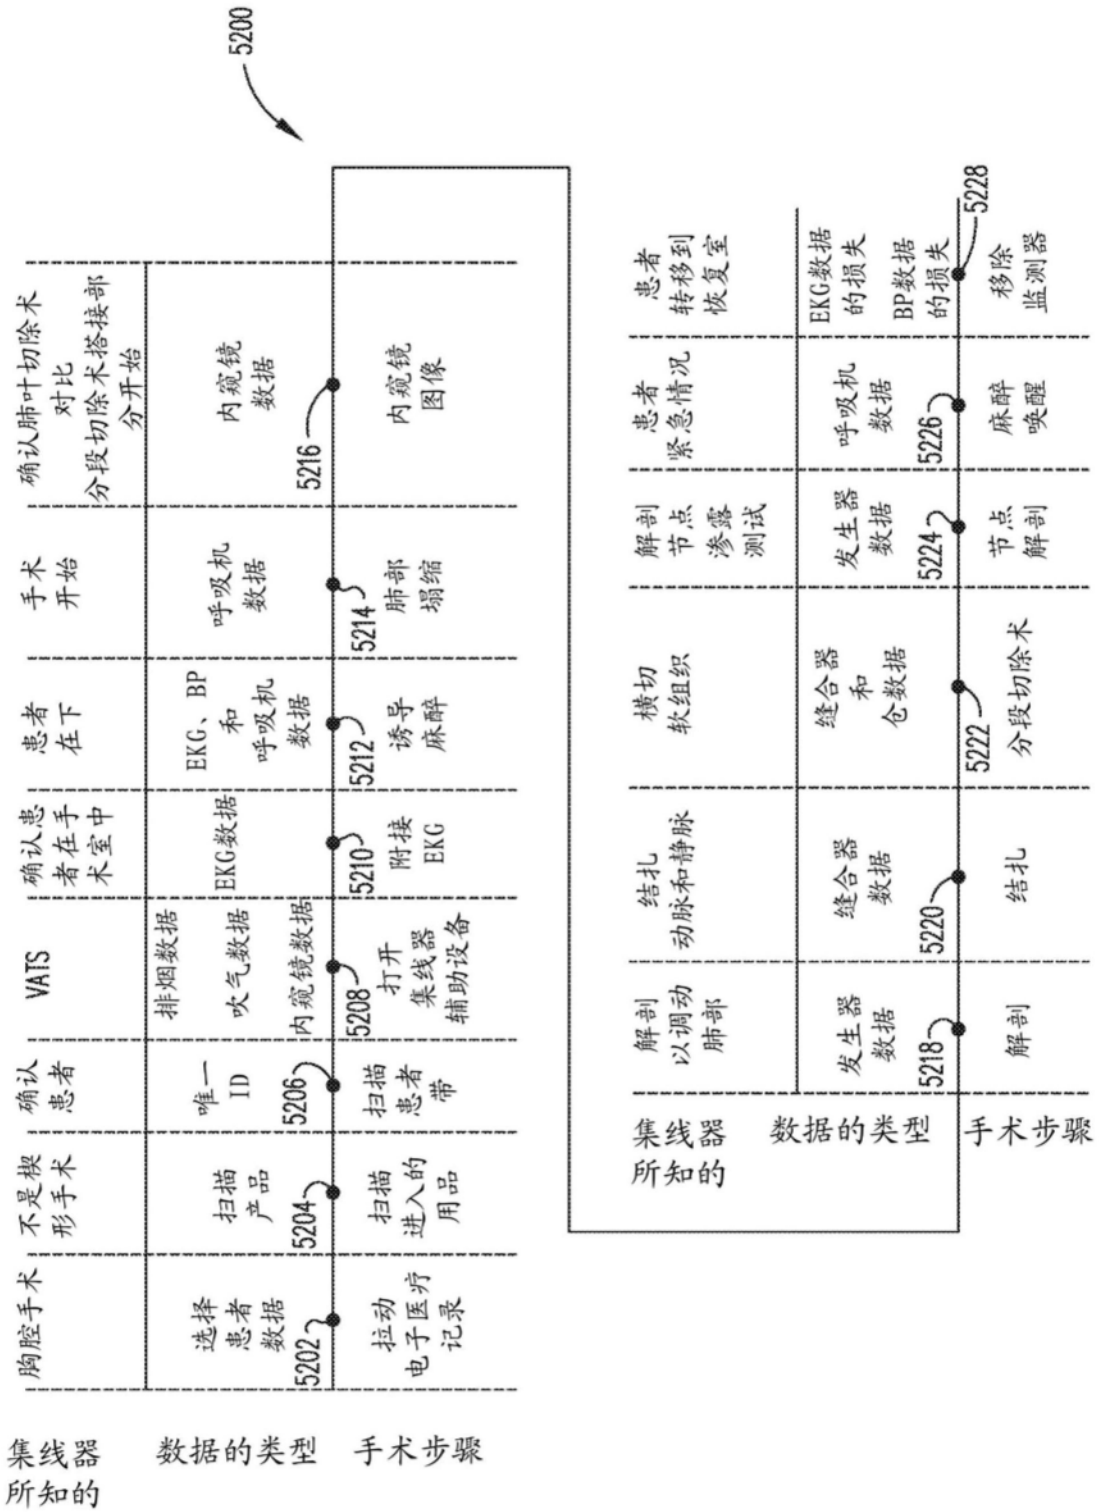 5200
集线器
所知的
数据的类型
手术步骤
胸腔手术
选择
患者
数据
5202
拉动
电子医疗
记录
不是楔
形手术
扫描
产品
5204
扫描
进入的
用品
确认
患者
唯一
ID
5206
扫描
患者
带
VATS
排烟数据
吹气数据
内窥镜数据
5208
打开
集线器
辅助设备
确认患
者在手
术室中
EKG数据
5210
附接
EKG
患者
在下
EKG、BP
和
呼吸机
数据
5212
诱导
麻醉
手术
开始
呼吸机
数据
5214
肺部
塌缩
确认肺叶切除术
对比
分段切除术搭接部
分开始
内窥镜
数据
5216
内窥镜
图像
集线器
所知的
数据的类型
手术步骤
解剖
以调动
肺部
发生器
数据
5218
解剖
结扎
动脉和静脉
缝合器
数据
5220
结扎
横切
软组织
缝合器
和
仓数据
5222
分段切除术
解剖
节点
渗露
测试
发生器
数据
5224
节点
解剖
患者
紧急情况
呼吸机
数据
5226
麻醉
唤醒
患者
转移到
恢复室
EKG数据
的损失
BP数据
的损失
5228
移除
监测器